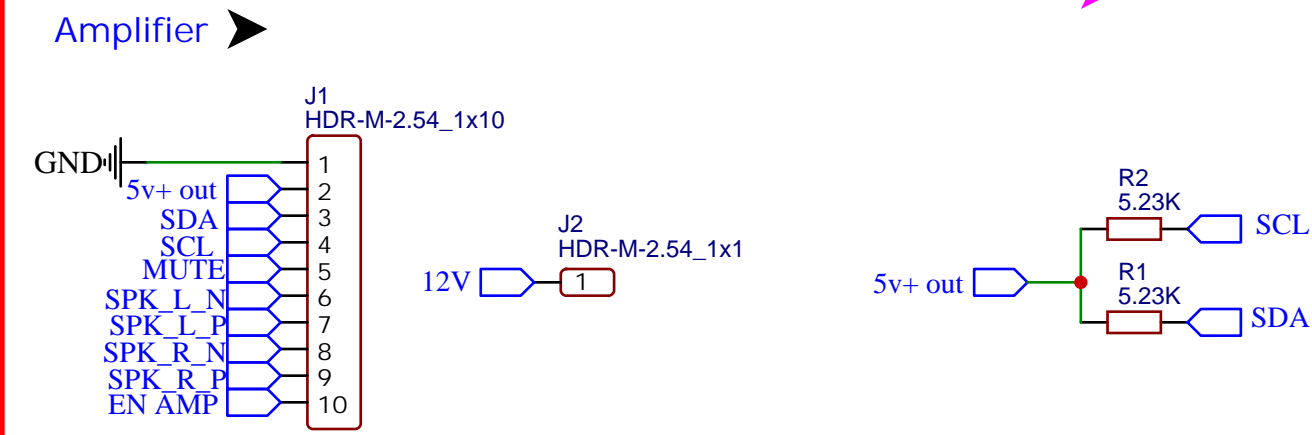 Amplifier
J1
HDR-M-2.54_1x10
GND
1
5v+ out
2
SDA
3
SCL
4
MUTE
5
SPK_L_N
6
SPK_L_P
7
SPK_R_N
8
SPK_R_P
9
EN AMP
10
J2
HDR-M-2.54_1x1
12V
1
R2
5.23K
SCL
5v+ out
R1
5.23K
SDA